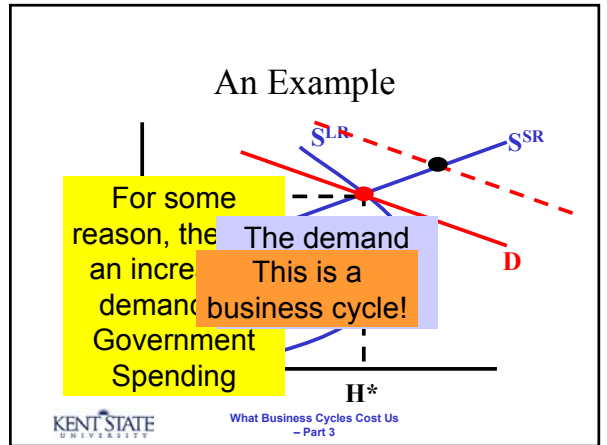 An Example
S^LR
S^SR
For some
reason, the
an increa
demand
Government
Spending
The demand
This is a
business cycle!
D
H*
KENT STATE
UNIVERSITY
What Business Cycles Cost Us
– Part 3